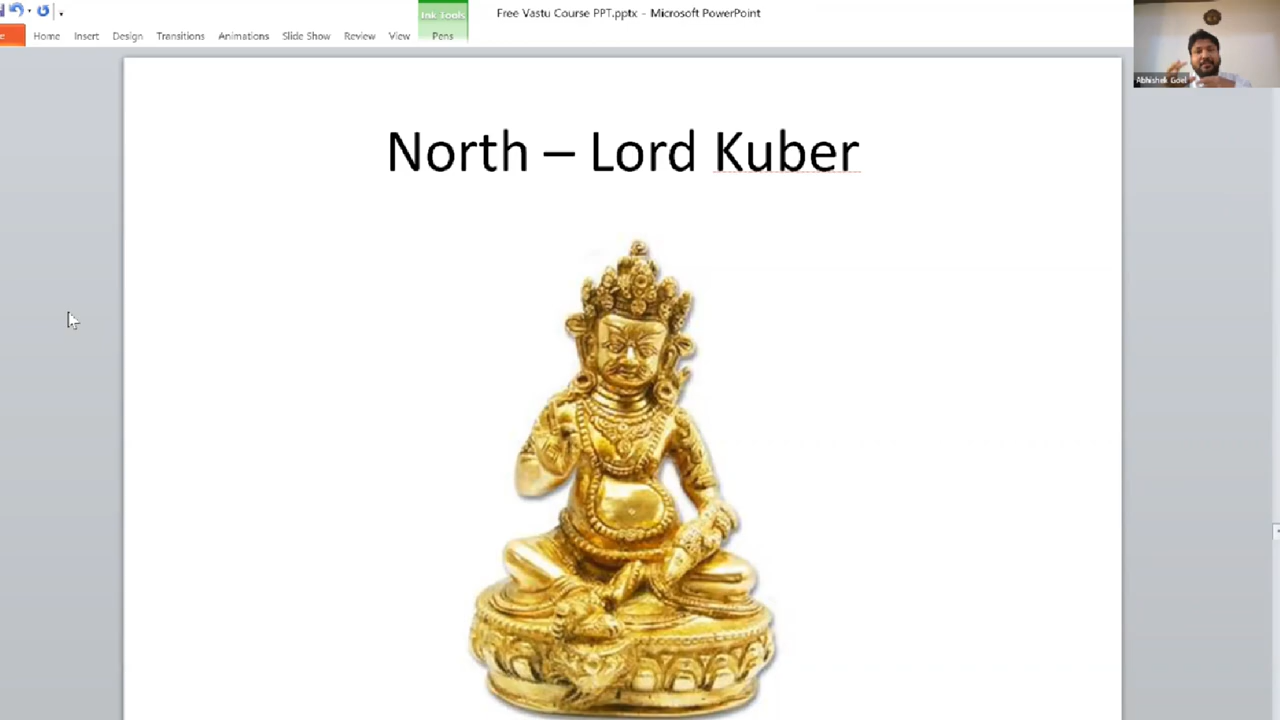 Free Vastu Course PPT.pptx - Microsoft PowerPoint
Ink Tools
Home Insert Design Transitions Animations Slide Show Review View Pens
Abhishek Goel
North – Lord Kuber